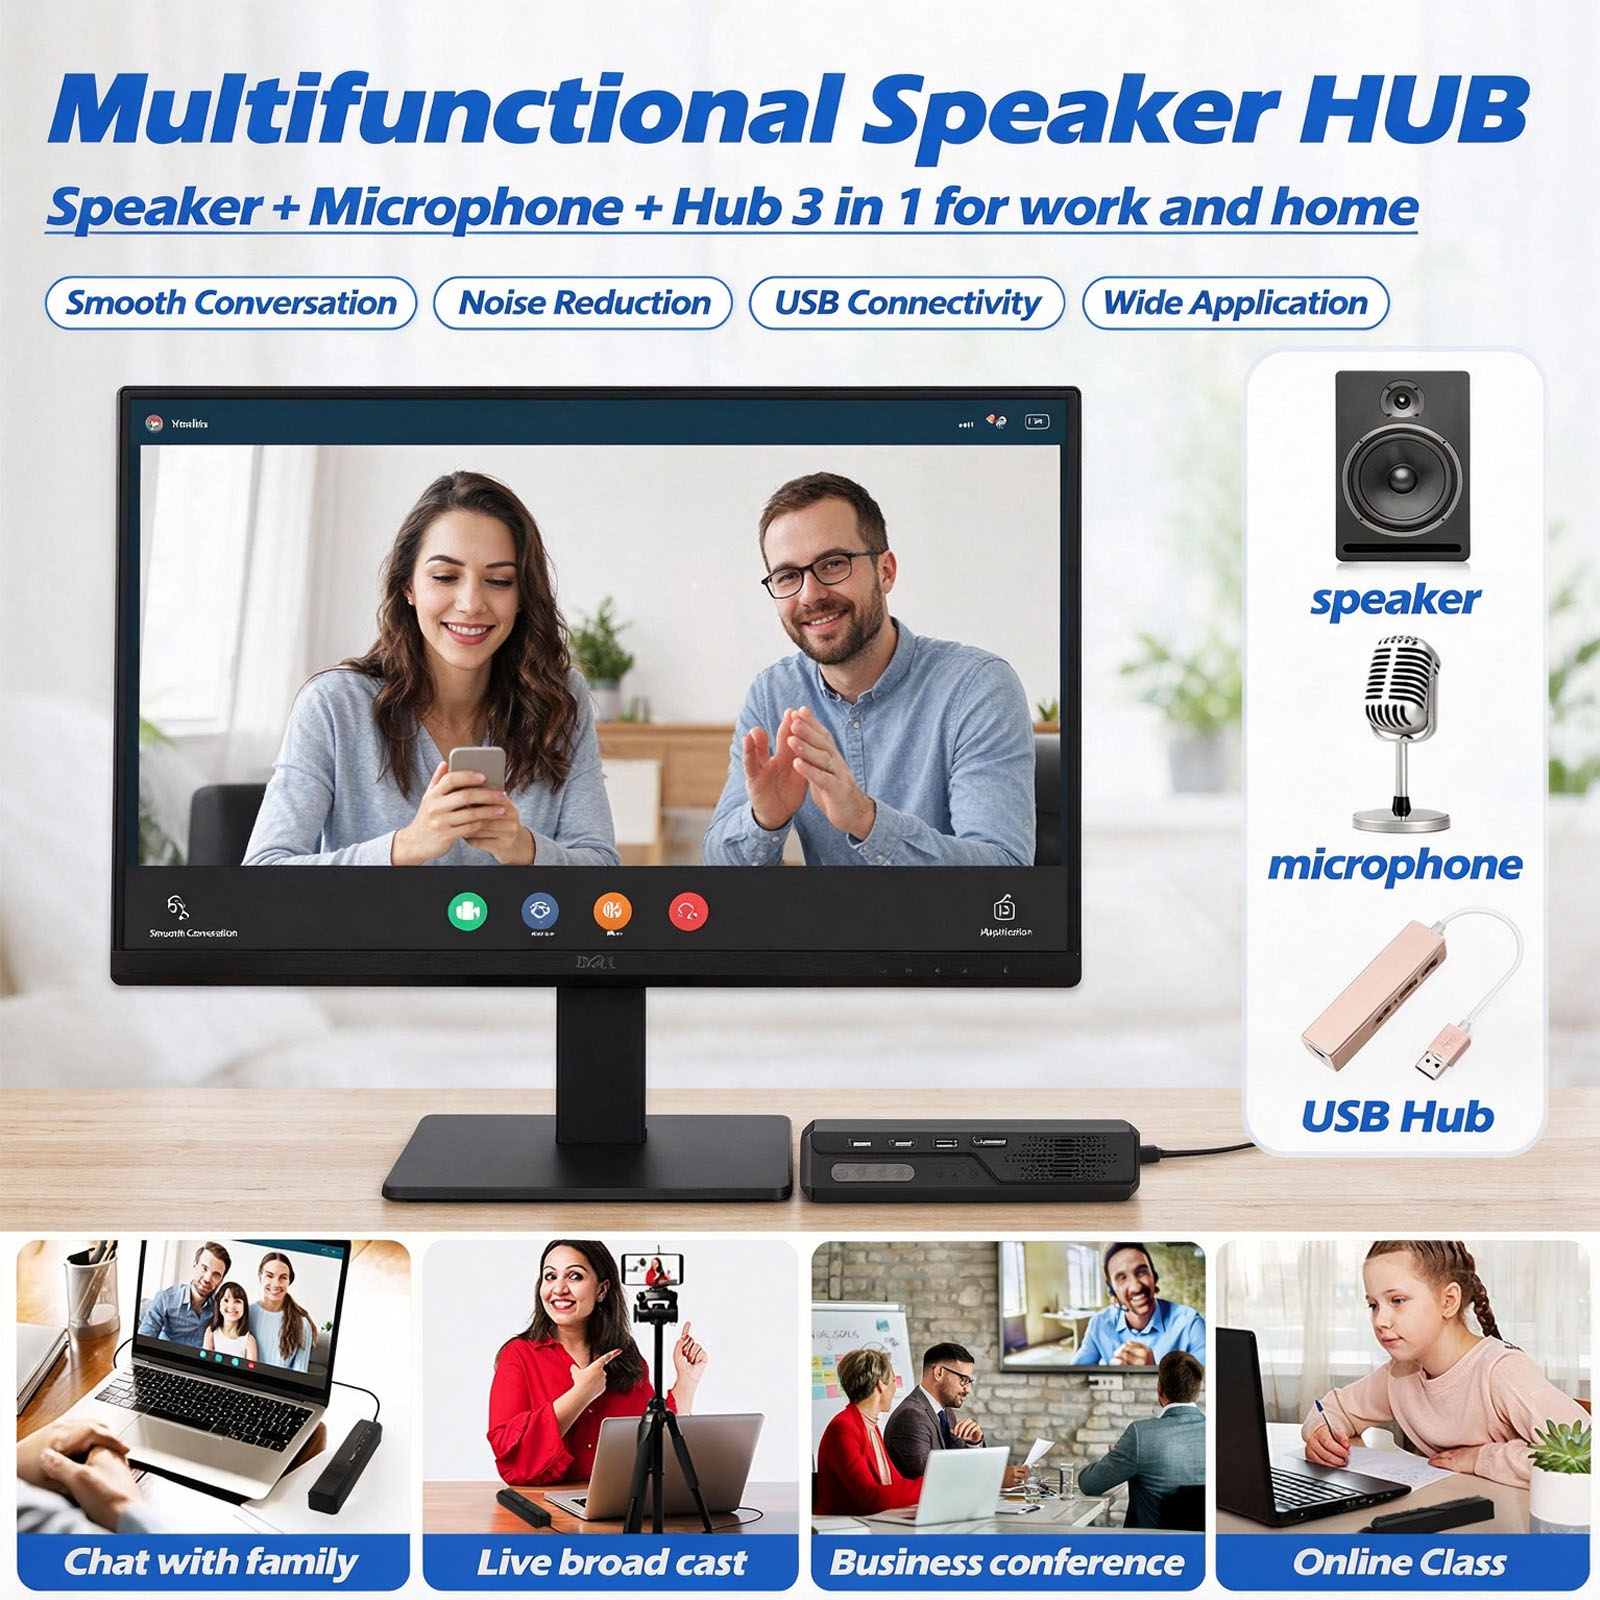 Multifunctional Speaker HUB
Speaker + Microphone + Hub 3 in 1 for work and home
Smooth Conversation
Noise Reduction
USB Connectivity
Wide Application
speaker
microphone
USB Hub
Chat with family
Live broad cast
Business conference
Online Class